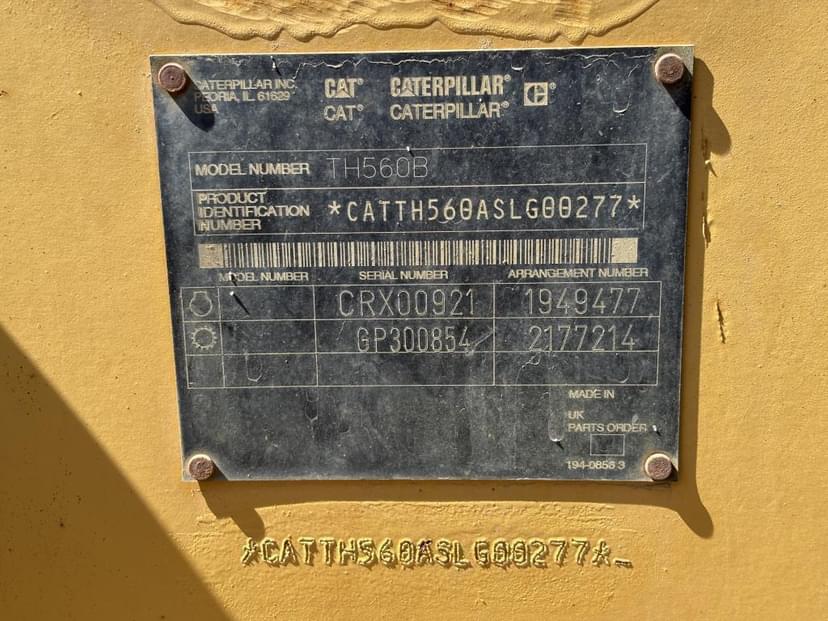 CATERPILLAR INC.
PEORIA, IL 61629
USA
CAT® CATERPILLAR® C
CAT® CATERPILLAR®
MODEL NUMBER TH560B
PRODUCT
IDENTIFICATION
NUMBER
*CATTH560ASLG00277*
MODEL NUMBER SERIAL NUMBER ARRANGEMENT NUMBER
CRX00921 1949477
GP300854 2177214
MADE IN
UK
PARTS ORDER
194-0856 3
*CATTH560ASLG00277*